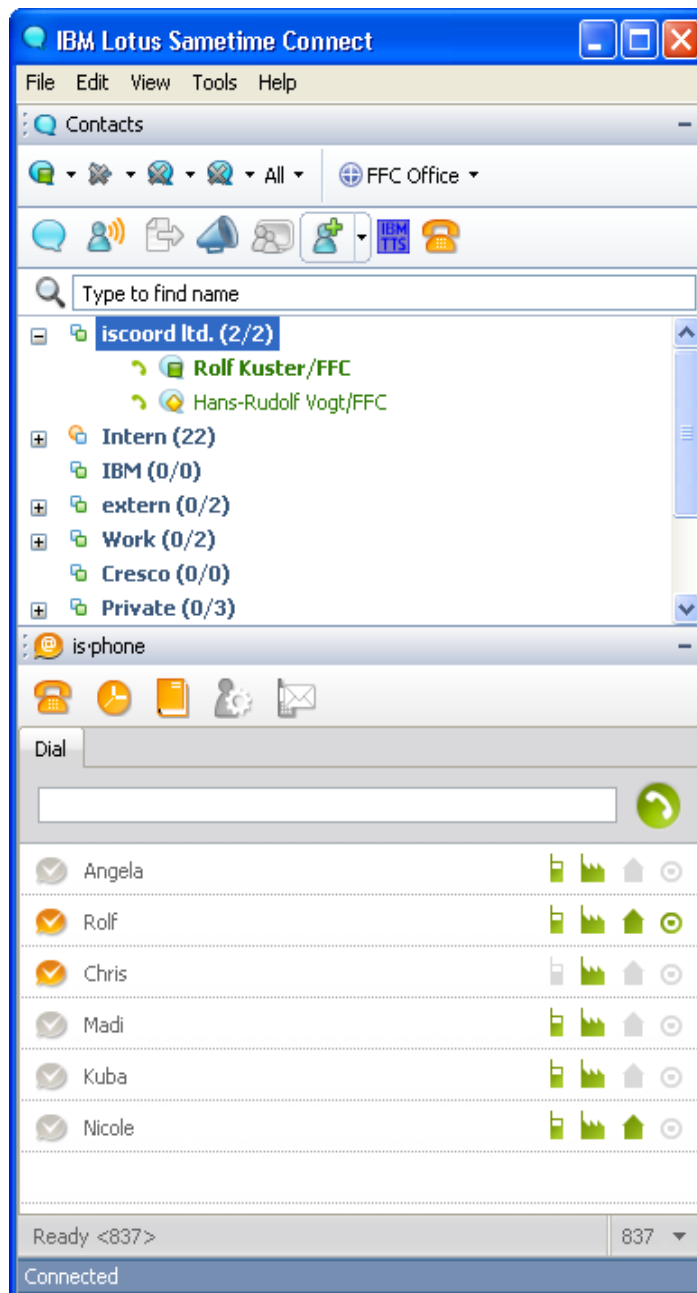 IBM Lotus Sametime Connect
File Edit View Tools Help
Contacts
All FFC Office
IBM
TTS
Type to find name
iscoord ltd. (2/2)
Rolf Kuster/FFC
Hans-Rudolf Vogt/FFC
Intern (22)
IBM (0/0)
extern (0/2)
Work (0/2)
Cresco (0/0)
Private (0/3)
is·phone
Dial
Angela
Rolf
Chris
Madi
Kuba
Nicole
Ready <837> 837
Connected